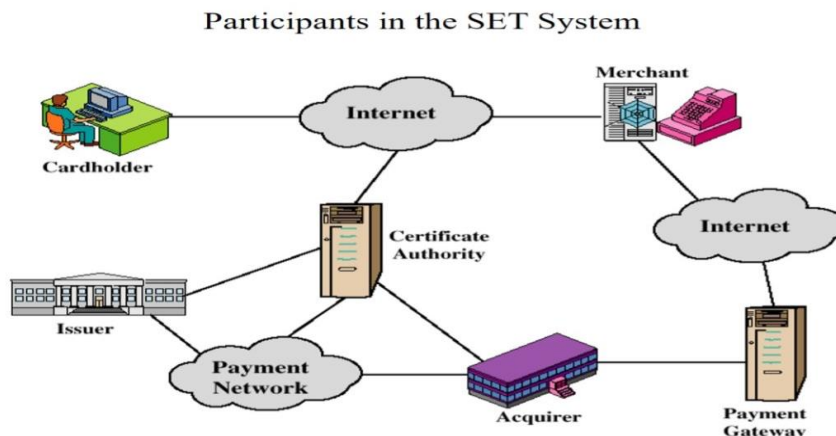 Participants in the SET System
Merchant
Internet
Cardholder
Internet
Certificate
Authority
Issuer
Payment
Network
Acquirer
Payment
Gateway